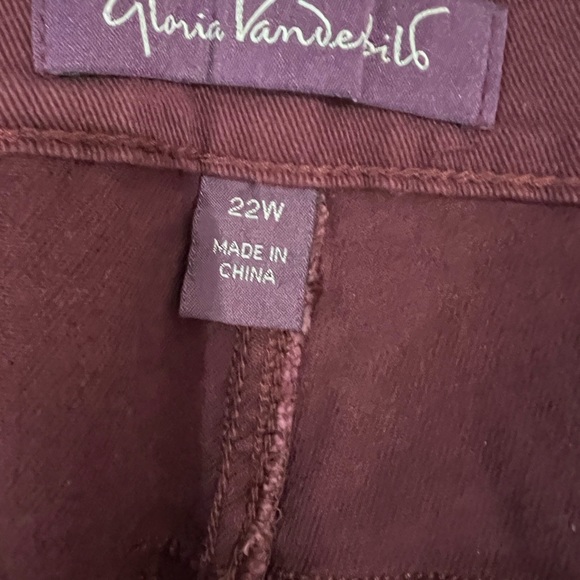 Gloria Vanderbilt
22W
MADE IN
CHINA